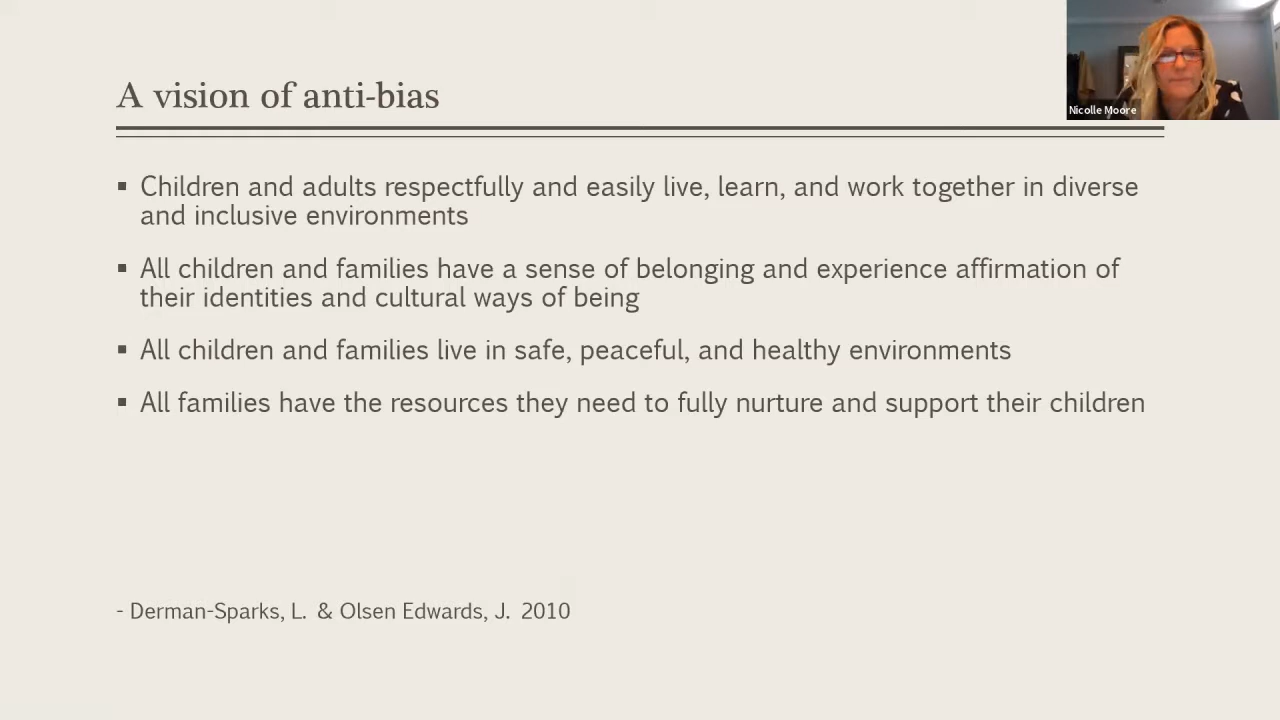 A vision of anti-bias
Nicolle Moore
▪ Children and adults respectfully and easily live, learn, and work together in diverse
and inclusive environments
▪ All children and families have a sense of belonging and experience affirmation of
their identities and cultural ways of being
▪ All children and families live in safe, peaceful, and healthy environments
▪ All families have the resources they need to fully nurture and support their children
- Derman-Sparks, L. & Olsen Edwards, J. 2010